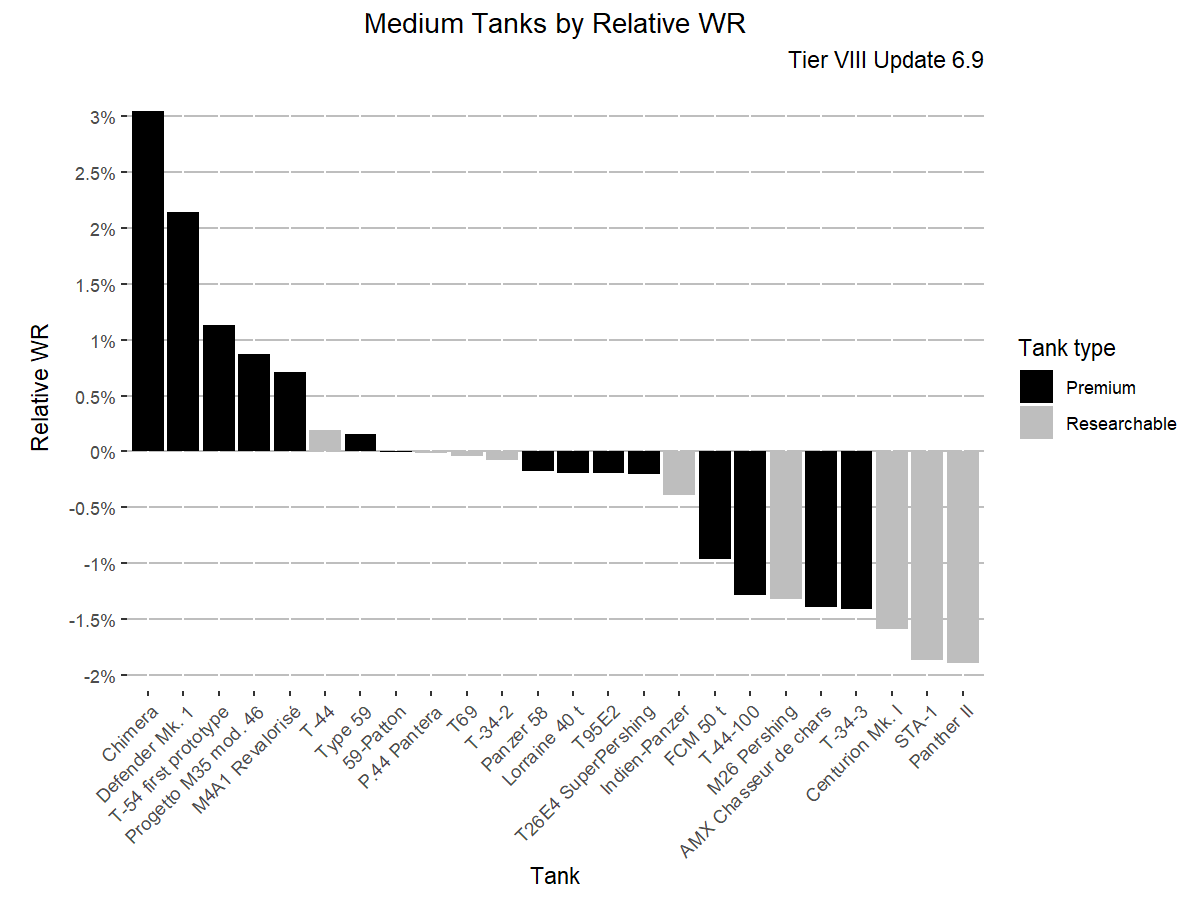 Medium Tanks by Relative WR
Tier VIII Update 6.9
Relative WR
3%
2.5%
2%
1.5%
1%
0.5%
0%
-0.5%
-1%
-1.5%
-2%
Chimera
Defender Mk. 1
T-54 first prototype
Progetto M35 mod. 46
M4A1 Revalorisé
T-44
Type 59
59-Patton
P.44 Pantera
T69
T-34-2
Panzer 58
Lorraine 40 t
T95E2
T26E4 SuperPershing
Indien-Panzer
FCM 50 t
T-44-100
M26 Pershing
AMX Chasseur de chars
T-34-3
Centurion Mk. I
STA-1
Panther II
Tank
Tank type
Premium
Researchable